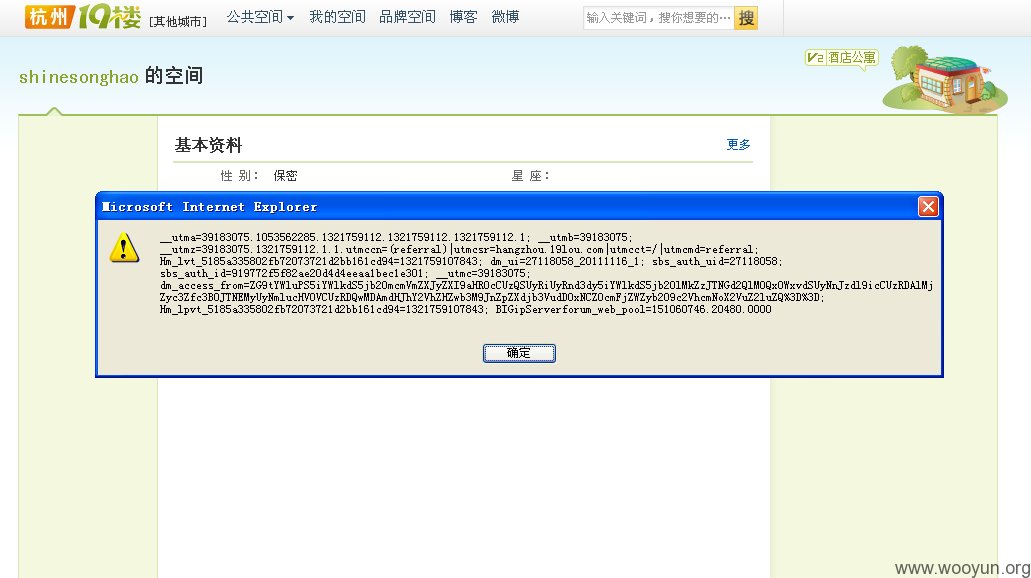 杭州19楼 [其他城市] 公共空间 我的空间 品牌空间 博客 微博 输入关键词，搜你想要的… 搜
V2 酒店公寓
shinesonghao 的空间
基本资料 更多
性 别： 保密 星 座：
Microsoft Internet Explorer
__utma=39183075.1053562285.1321759112.1321759112.1321759112.1; __utmb=39183075;
__utmz=39183075.1321759112.1.1.utmccn=(referral)|utmcsr=hangzhou.19lou.com|utmcct=/|utmcmd=referral;
Hm_lvt_5185a335802fb72073721d2bb161cd94=1321759107843; dm_ui=27118058_20111116_1; sbs_auth_uid=27118058;
sbs_auth_id=919772f5f82ae20d4d4eeaa1bec1e301; __utmc=39183075;
Hm_lpvt_5185a335802fb72073721d2bb161cd94=1321759107843; BIGipServerforum_web_pool=151060746.20480.0000
确定
www.wooyun.org